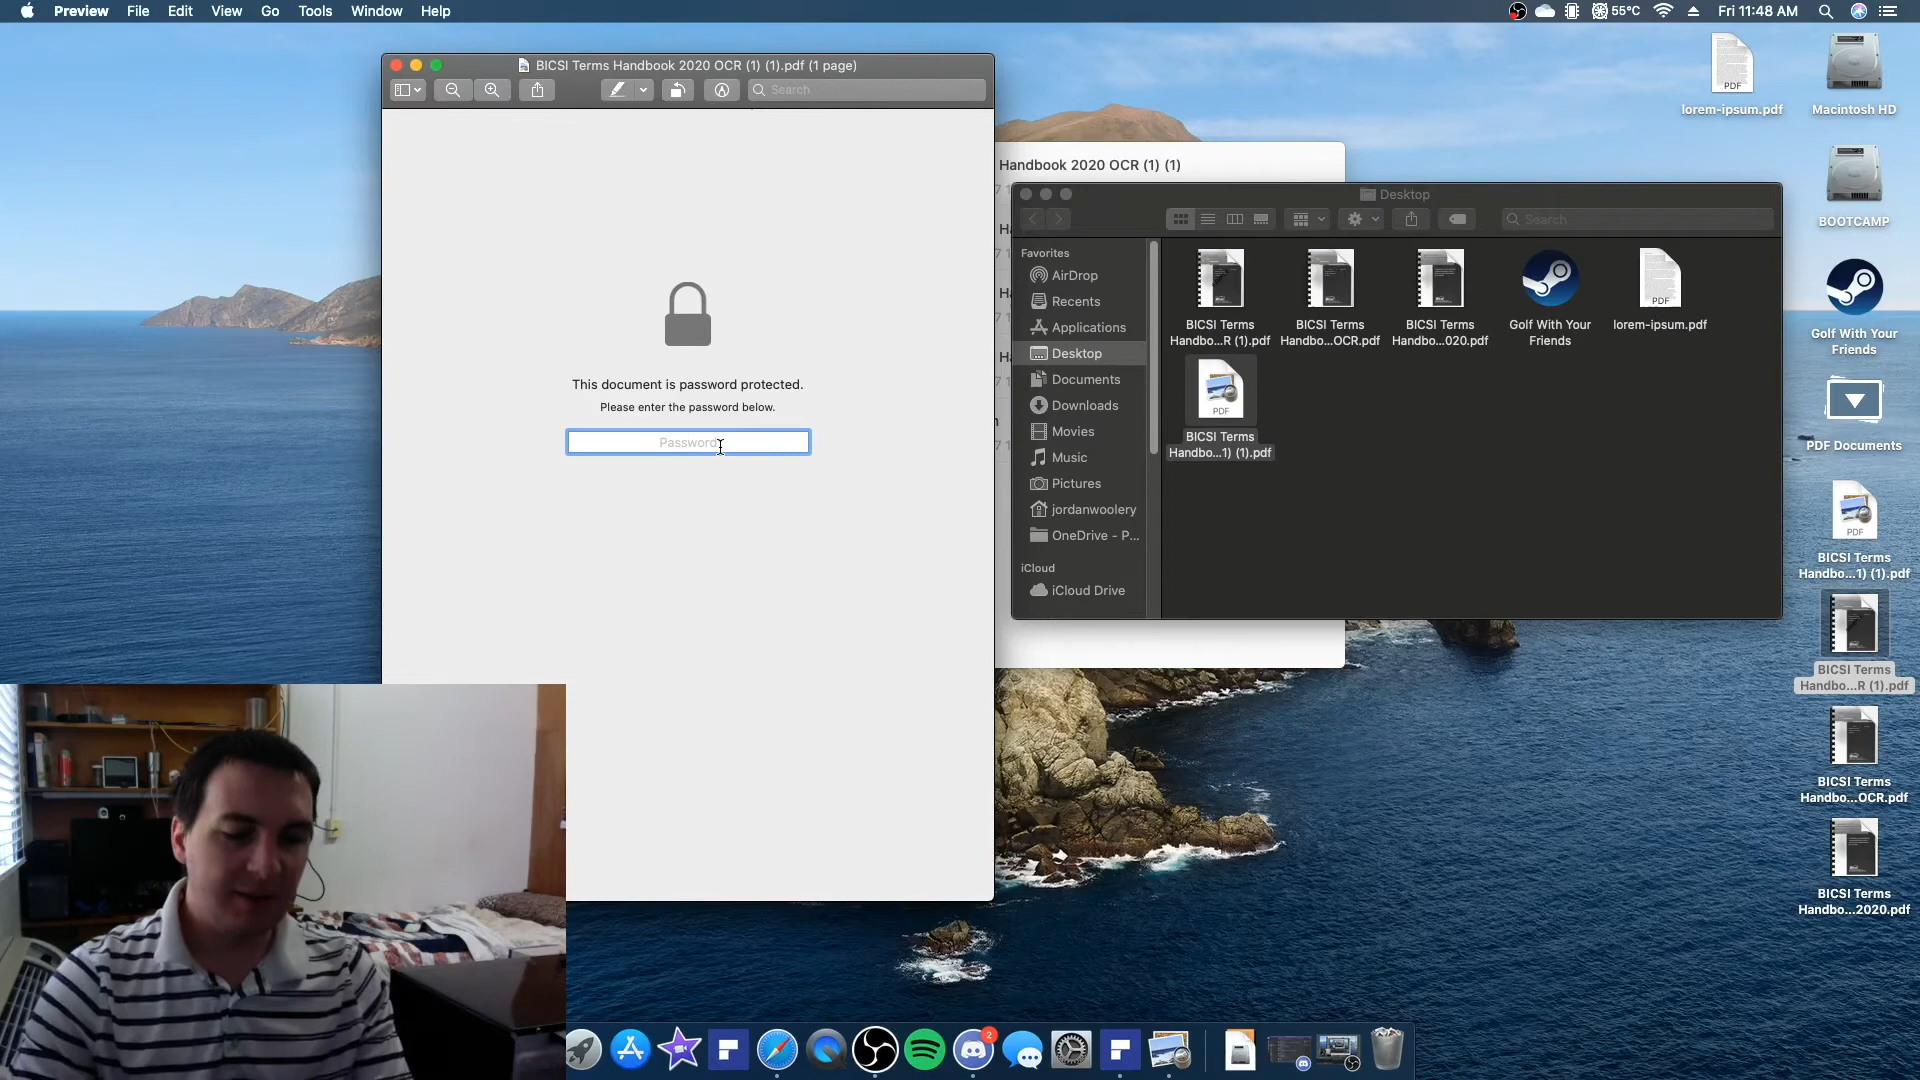 Preview File Edit View Go Tools Window Help
55°C Fri 11:48 AM
BICSI Terms Handbook 2020 OCR (1) (1).pdf (1 page)
Search
This document is password protected.
Please enter the password below.
Password
Handbook 2020 OCR (1) (1)
Desktop
Search
Favorites
AirDrop
Recents
Applications
Desktop
Documents
Downloads
Movies
Music
Pictures
jordanwoolery
OneDrive - P...
iCloud
iCloud Drive
BICSI Terms
Handbo...R (1).pdf
BICSI Terms
Handbo...OCR.pdf
BICSI Terms
Handbo...020.pdf
Golf With Your
Friends
PDF
lorem-ipsum.pdf
PDF
BICSI Terms
Handbo...1) (1).pdf
PDF
lorem-ipsum.pdf
Macintosh HD
BOOTCAMP
Golf With Your
Friends
PDF Documents
PDF
BICSI Terms
Handbo...1) (1).pdf
BICSI Terms
Handbo...R (1).pdf
BICSI Terms
Handbo...OCR.pdf
BICSI Terms
Handbo...2020.pdf
2